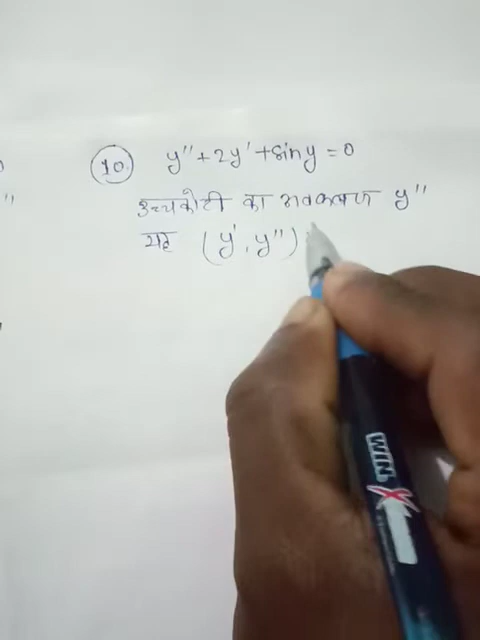 10. y'' + 2y' + sin y = 0
उच्चकोटी का अवकलज y''
यह (y', y'')
WIN
''